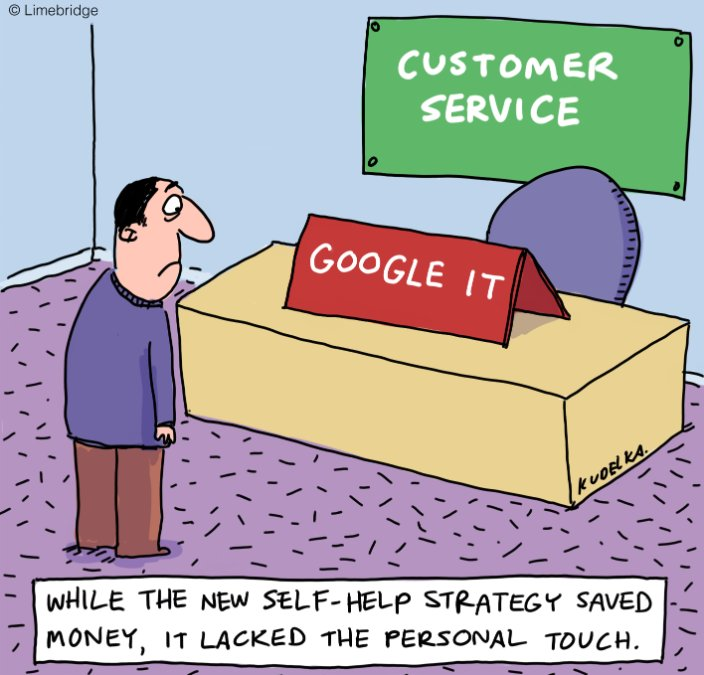 © Limebridge
CUSTOMER
SERVICE
GOOGLE IT
KUDELKA.
WHILE THE NEW SELF-HELP STRATEGY SAVED
MONEY, IT LACKED THE PERSONAL TOUCH.